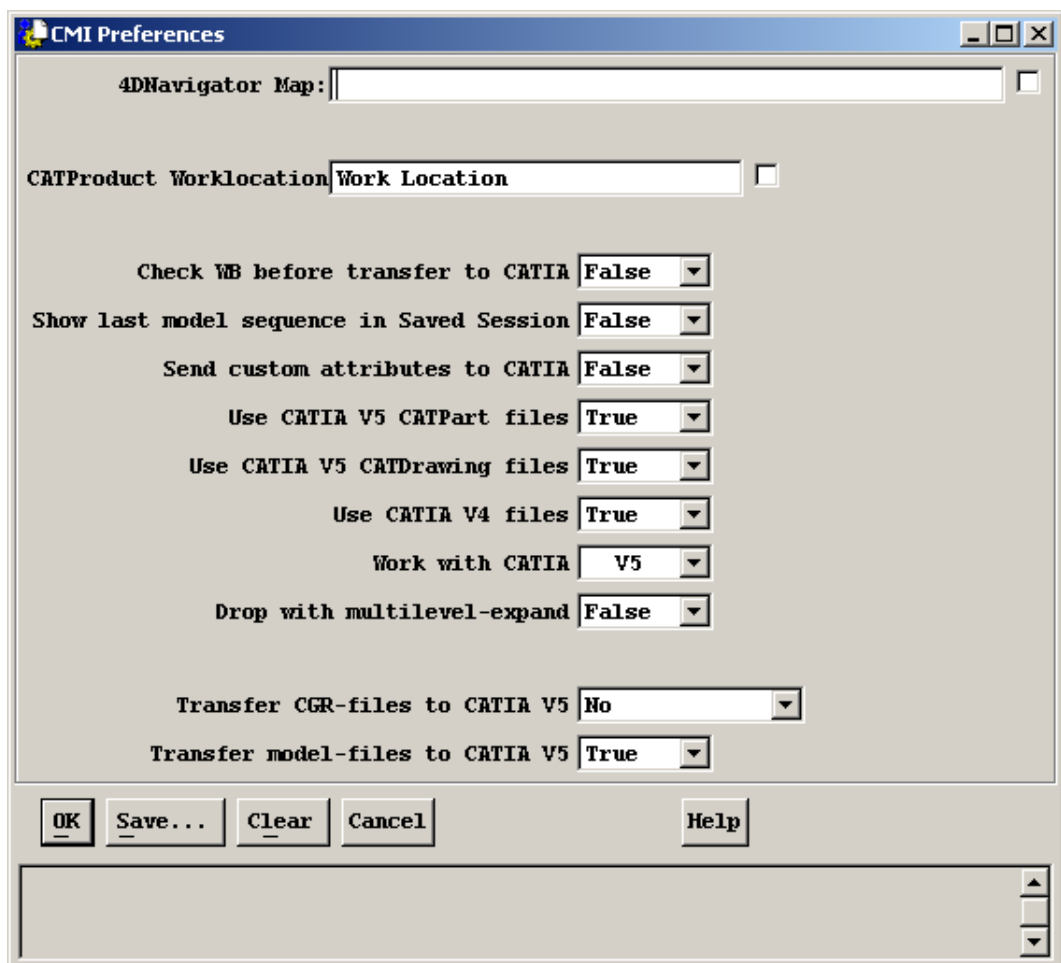 CMI Preferences
4DNavigator Map:
CATProduct Worklocation Work Location
Check WB before transfer to CATIA False
Show last model sequence in Saved Session False
Send custom attributes to CATIA False
Use CATIA V5 CATPart files True
Use CATIA V5 CATDrawing files True
Use CATIA V4 files True
Work with CATIA V5
Drop with multilevel-expand False
Transfer CGR-files to CATIA V5 No
Transfer model-files to CATIA V5 True
OK Save... Clear Cancel Help